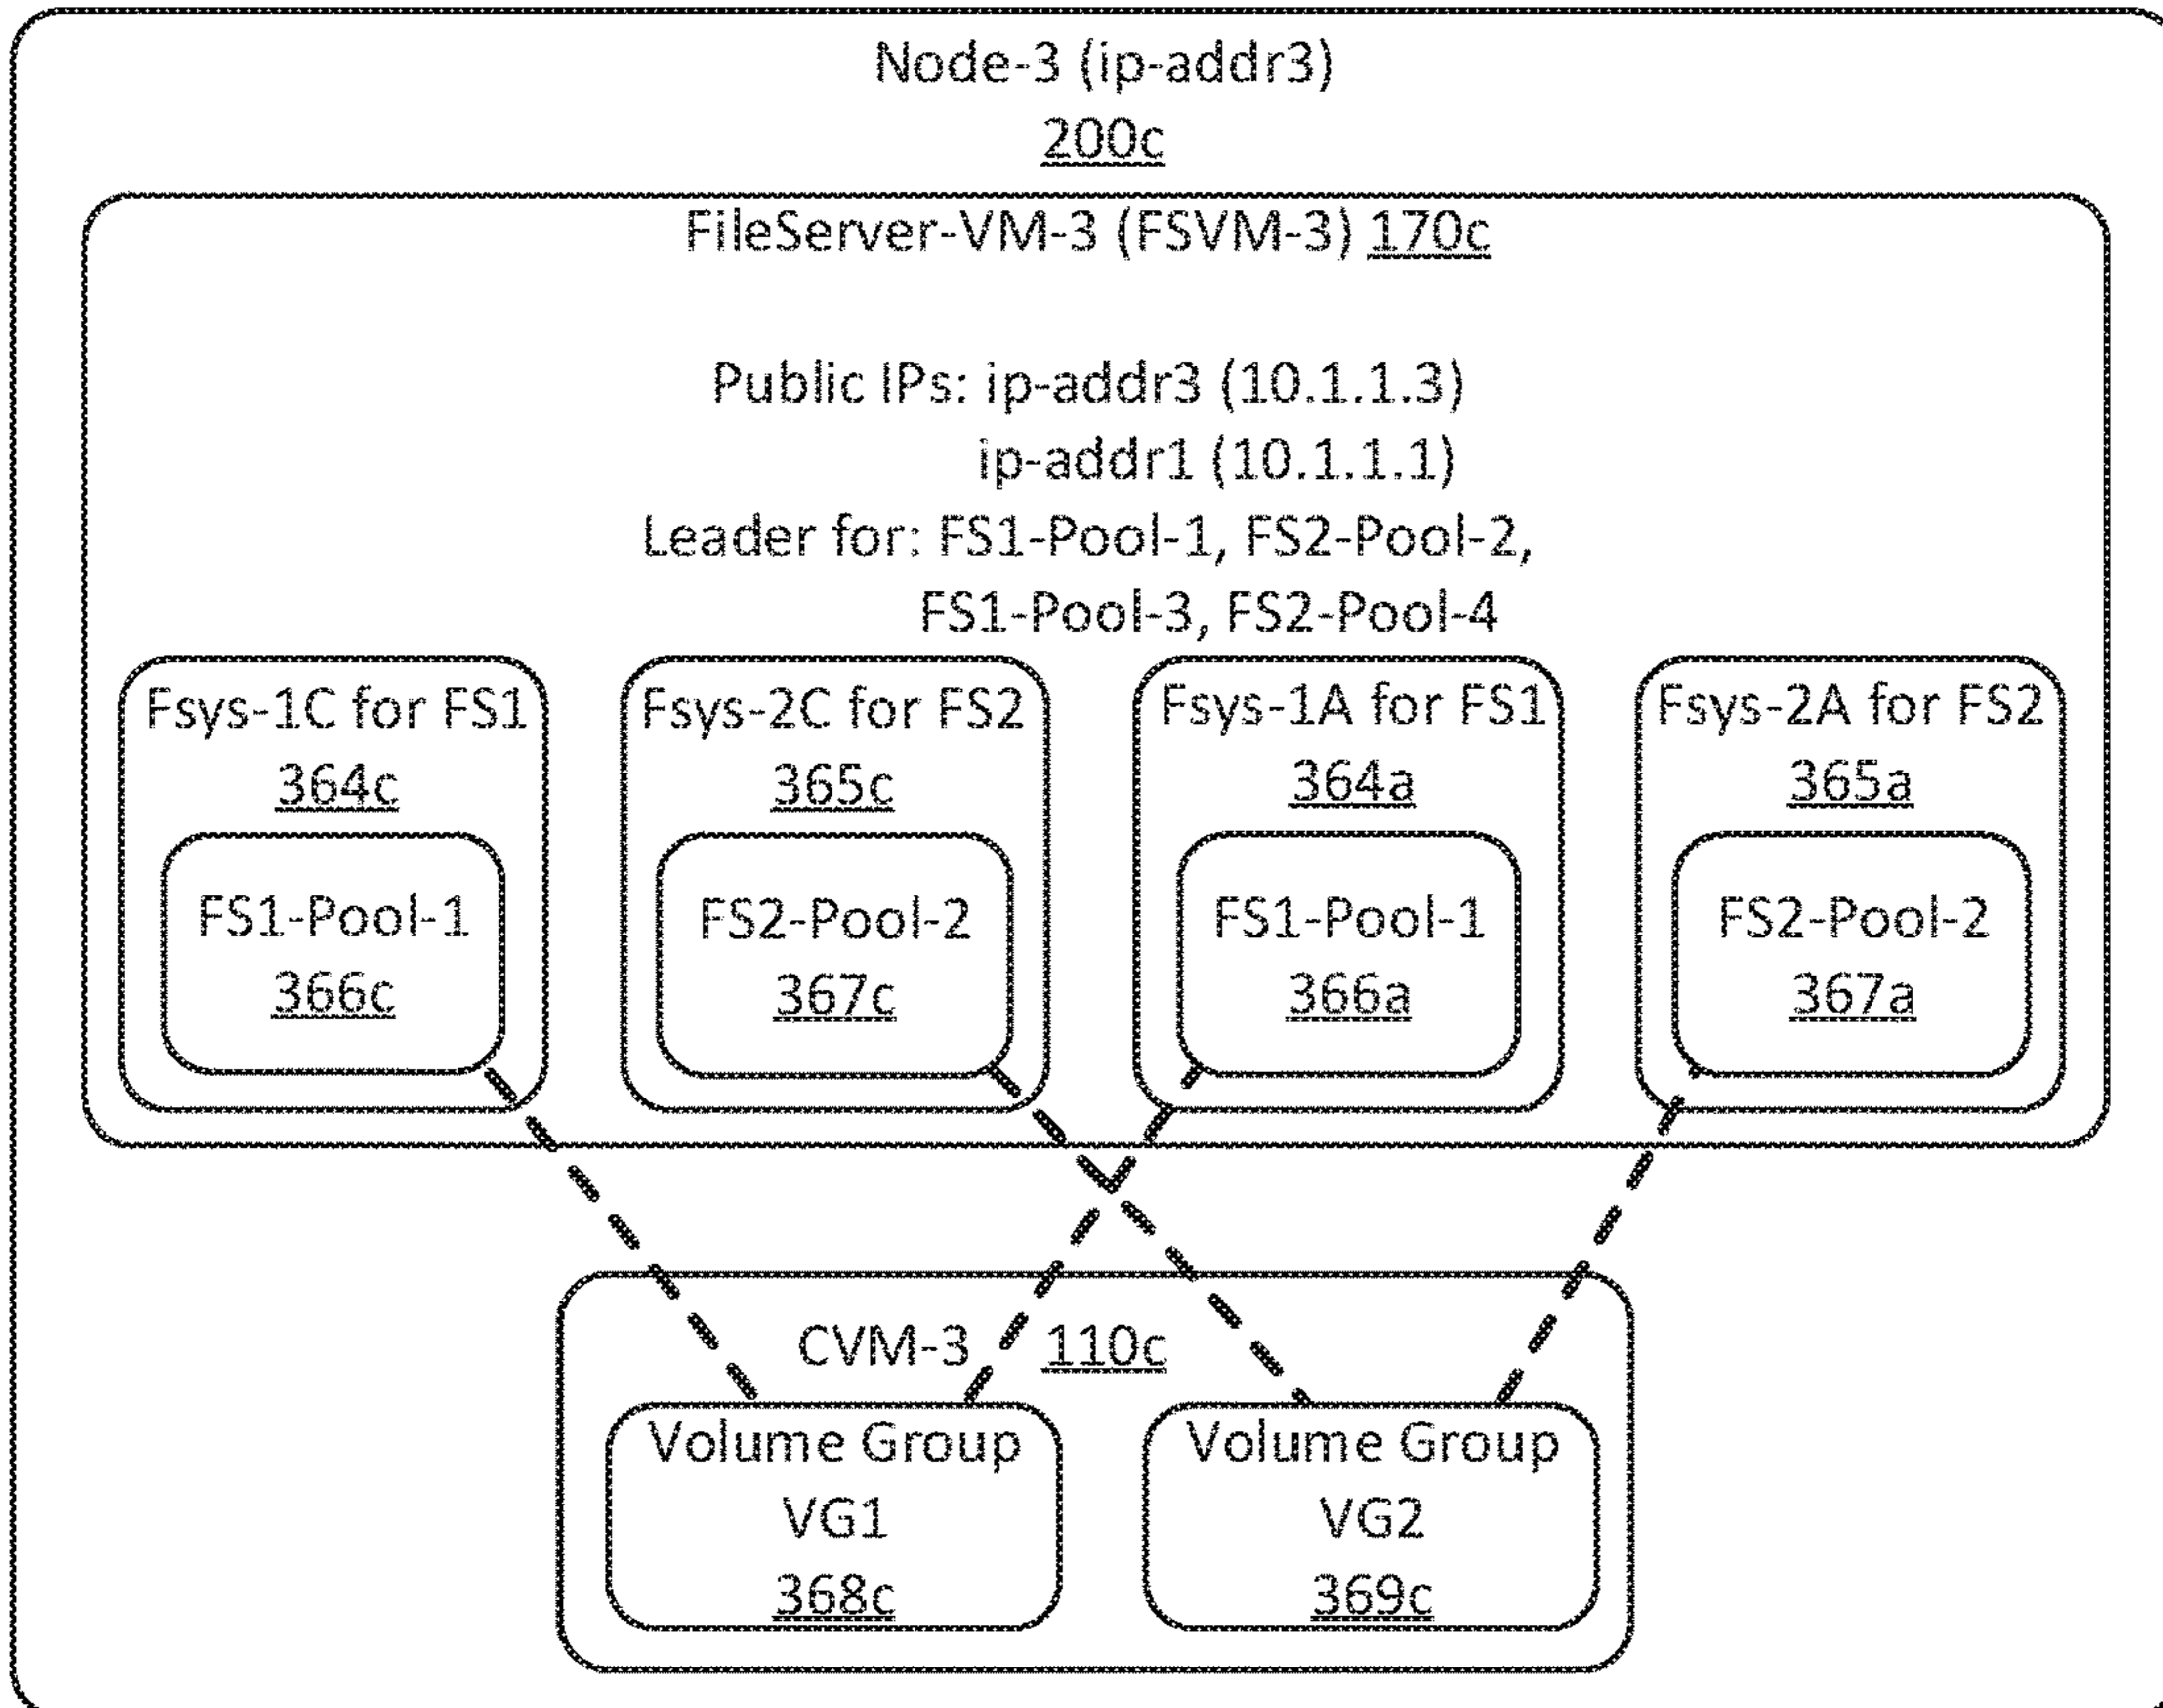 Node-3 (ip-addr3)
200c
FileServer-VM-3 (FSVM-3) 170c
Public IPs: ip-addr3 (10.1.1.3)
ip-addr1 (10.1.1.1)
Leader for: FS1-Pool-1, FS2-Pool-2,
FS1-Pool-3, FS2-Pool-4
Fsys-1C for FS1
364c
FS1-Pool-1
366c
Fsys-2C for FS2
365c
FS2-Pool-2
367c
Fsys-1A for FS1
364a
FS1-Pool-1
366a
Fsys-2A for FS2
365a
FS2-Pool-2
367a
CVM-3 110c
Volume Group
VG1
368c
Volume Group
VG2
369c